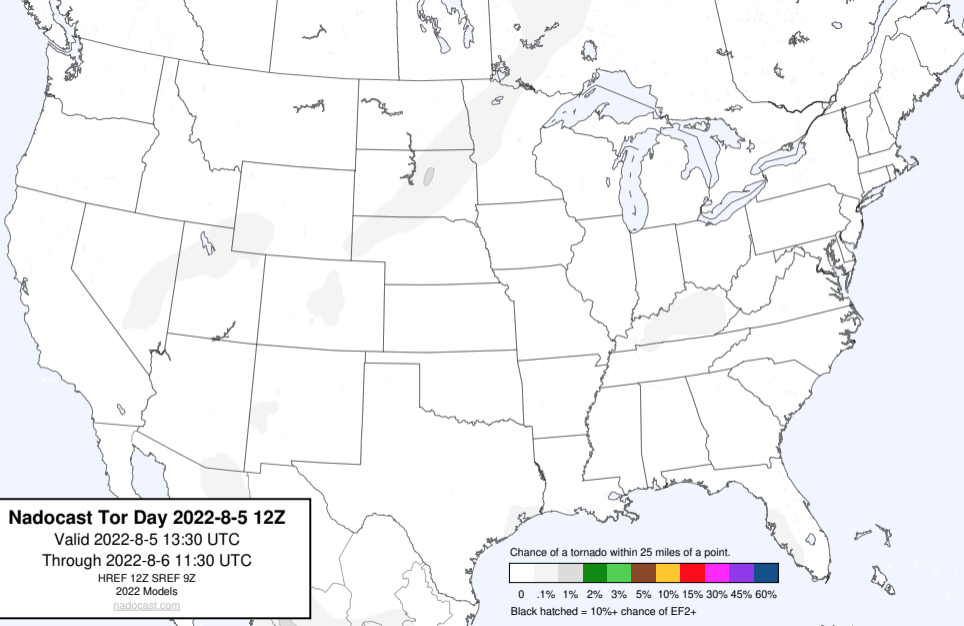 Nadocast Tor Day 2022-8-5 12Z
Valid 2022-8-5 13:30 UTC
Through 2022-8-6 11:30 UTC
HREF 12Z SREF 9Z
2022 Models
nadocast.com
Chance of a tornado within 25 miles of a point.
0 .1% 1% 2% 3% 5% 10% 15% 30% 45% 60%
Black hatched = 10%+ chance of EF2+